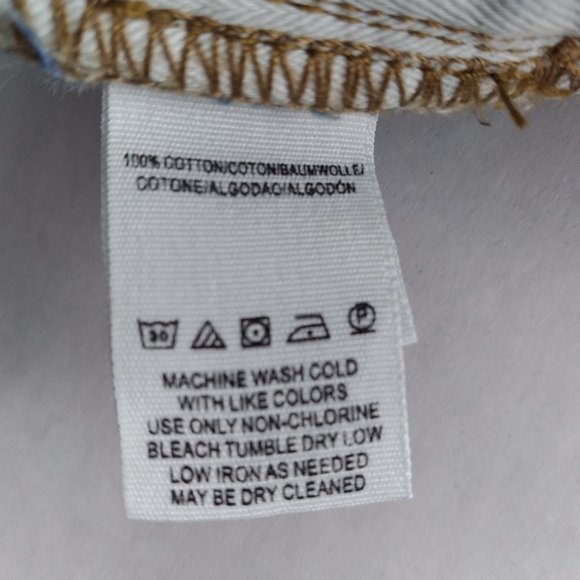 100% COTTON/COTON/BAUMWOLLE/
COTONE/ALGODAO/ALGODÓN
30
P
MACHINE WASH COLD
WITH LIKE COLORS
USE ONLY NON-CHLORINE
BLEACH TUMBLE DRY LOW
LOW IRON AS NEEDED
MAY BE DRY CLEANED